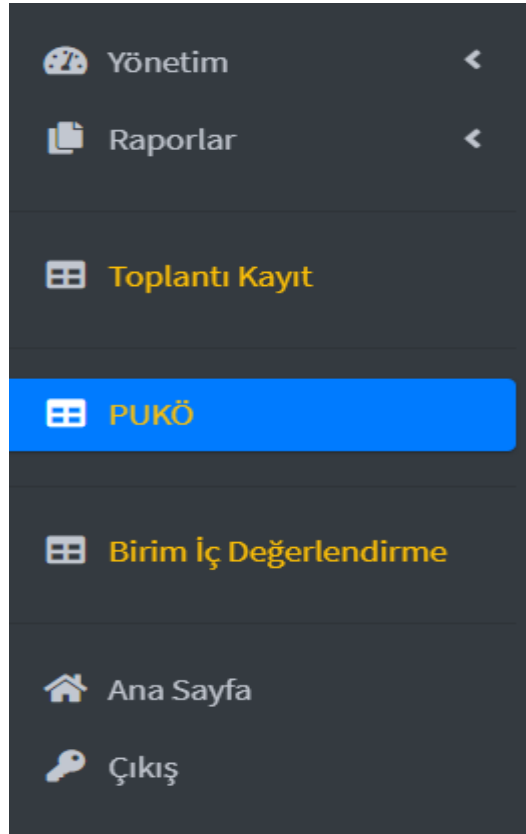 Yönetim
Raporlar
Toplantı Kayıt
PUKÖ
Birim İç Değerlendirme
Ana Sayfa
Çıkış